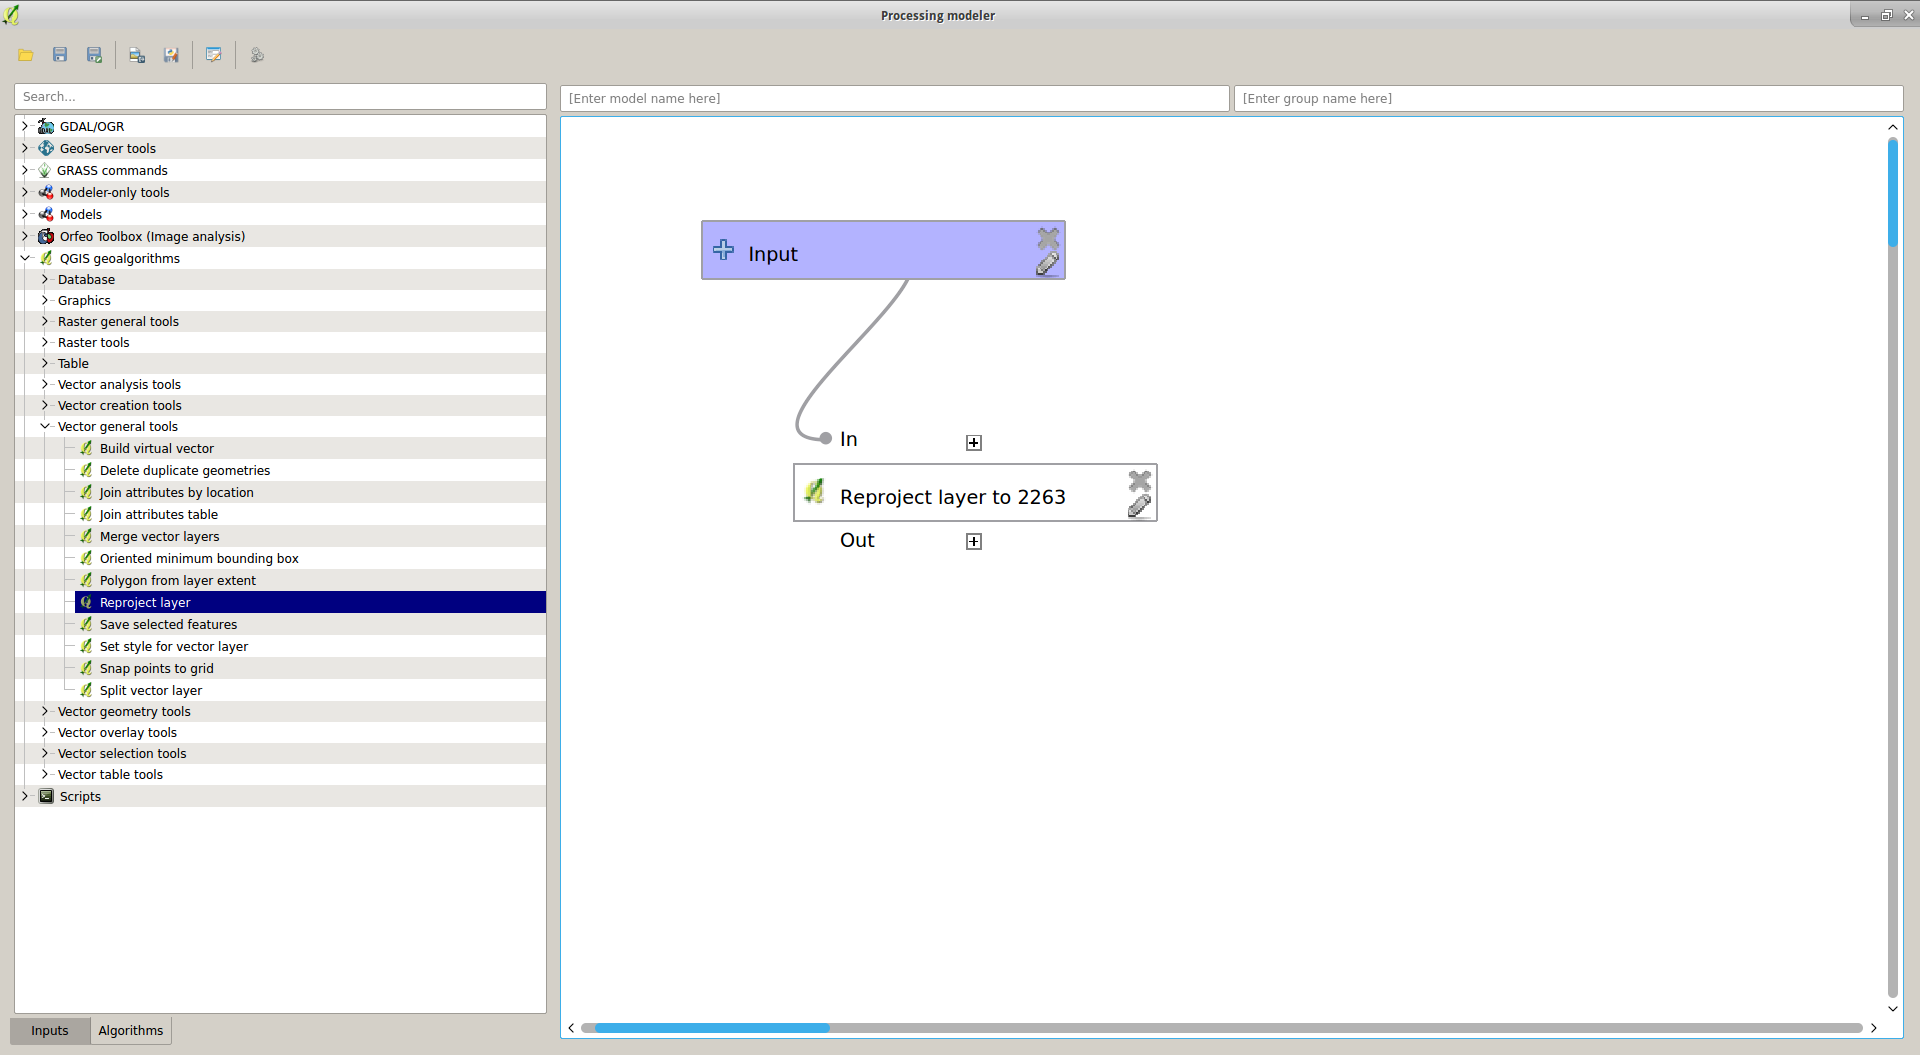 Processing modeler
Search...
[Enter model name here]
[Enter group name here]
GDAL/OGR
GeoServer tools
GRASS commands
Modeler-only tools
Models
Orfeo Toolbox (Image analysis)
QGIS geoalgorithms
Database
Graphics
Raster general tools
Raster tools
Table
Vector analysis tools
Vector creation tools
Vector general tools
Build virtual vector
Delete duplicate geometries
Join attributes by location
Join attributes table
Merge vector layers
Oriented minimum bounding box
Polygon from layer extent
Reproject layer
Save selected features
Set style for vector layer
Snap points to grid
Split vector layer
Vector geometry tools
Vector overlay tools
Vector selection tools
Vector table tools
Scripts
Inputs
Algorithms
Input
In
Reproject layer to 2263
Out